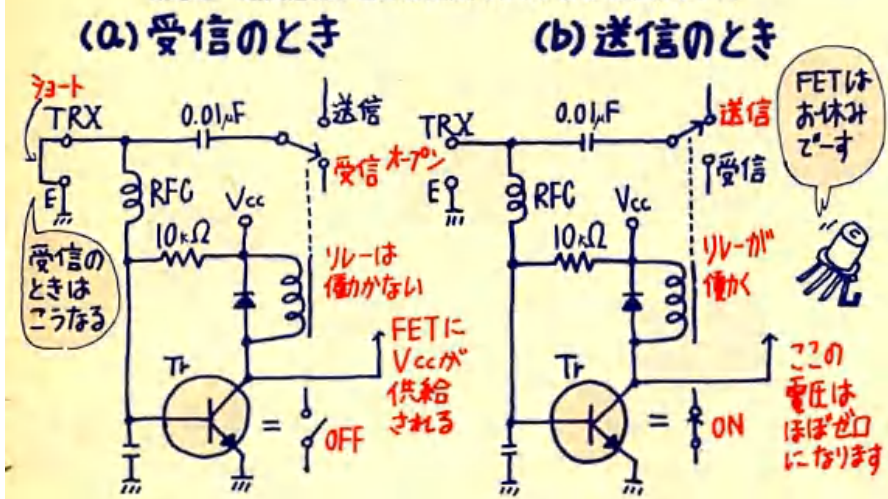 (a) 受信のとき
ショート
TRX
0.01μF
送信
受信 オープン
E
RFC
Vcc
10kΩ
受信の
ときは
こうなる
リレーは
働かない
FETに
Vccが
供給
される
Tr
=
OFF
(b) 送信のとき
FETは
お休み
でーす
TRX
0.01μF
送信
受信
E
RFC
Vcc
10kΩ
リレーが
働く
Tr
=
ON
ここの
電圧は
ほぼゼロ
になります